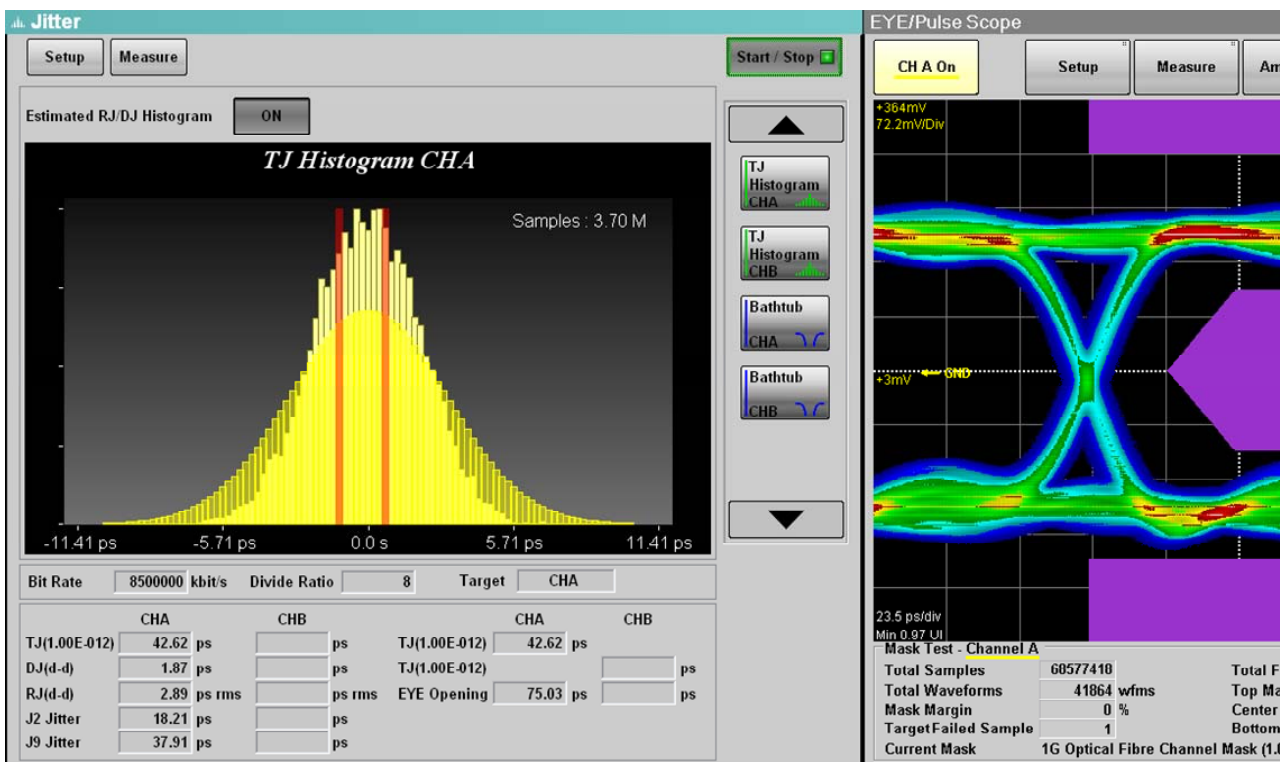 Jitter
Setup Measure Start / Stop
Estimated RJ/DJ Histogram ON
TJ Histogram CHA
Samples : 3.70 M
-11.41 ps -5.71 ps 0.0 s 5.71 ps 11.41 ps
TJ
Histogram
CHA
TJ
Histogram
CHB
Bathtub
CHA
Bathtub
CHB
Bit Rate 8500000 kbit/s Divide Ratio 8 Target CHA
CHA CHB CHA CHB
TJ(1.00E-012) 42.62 ps ps TJ(1.00E-012) 42.62 ps
DJ(d-d) 1.87 ps ps TJ(1.00E-012) ps
RJ(d-d) 2.89 ps rms ps rms EYE Opening 75.03 ps ps
J2 Jitter 18.21 ps ps
J9 Jitter 37.91 ps ps
EYE/Pulse Scope
CH A On Setup Measure Am
+364mV
72.2mV/Div
+3mV GND
23.5 ps/div
Min 0.97 UI
Mask Test - Channel A
Total Samples 60577410 Total F
Total Waveforms 41864 wfms Top Ma
Mask Margin 0 % Center
Target Failed Sample 1 Bottom
Current Mask 1G Optical Fibre Channel Mask (1.0